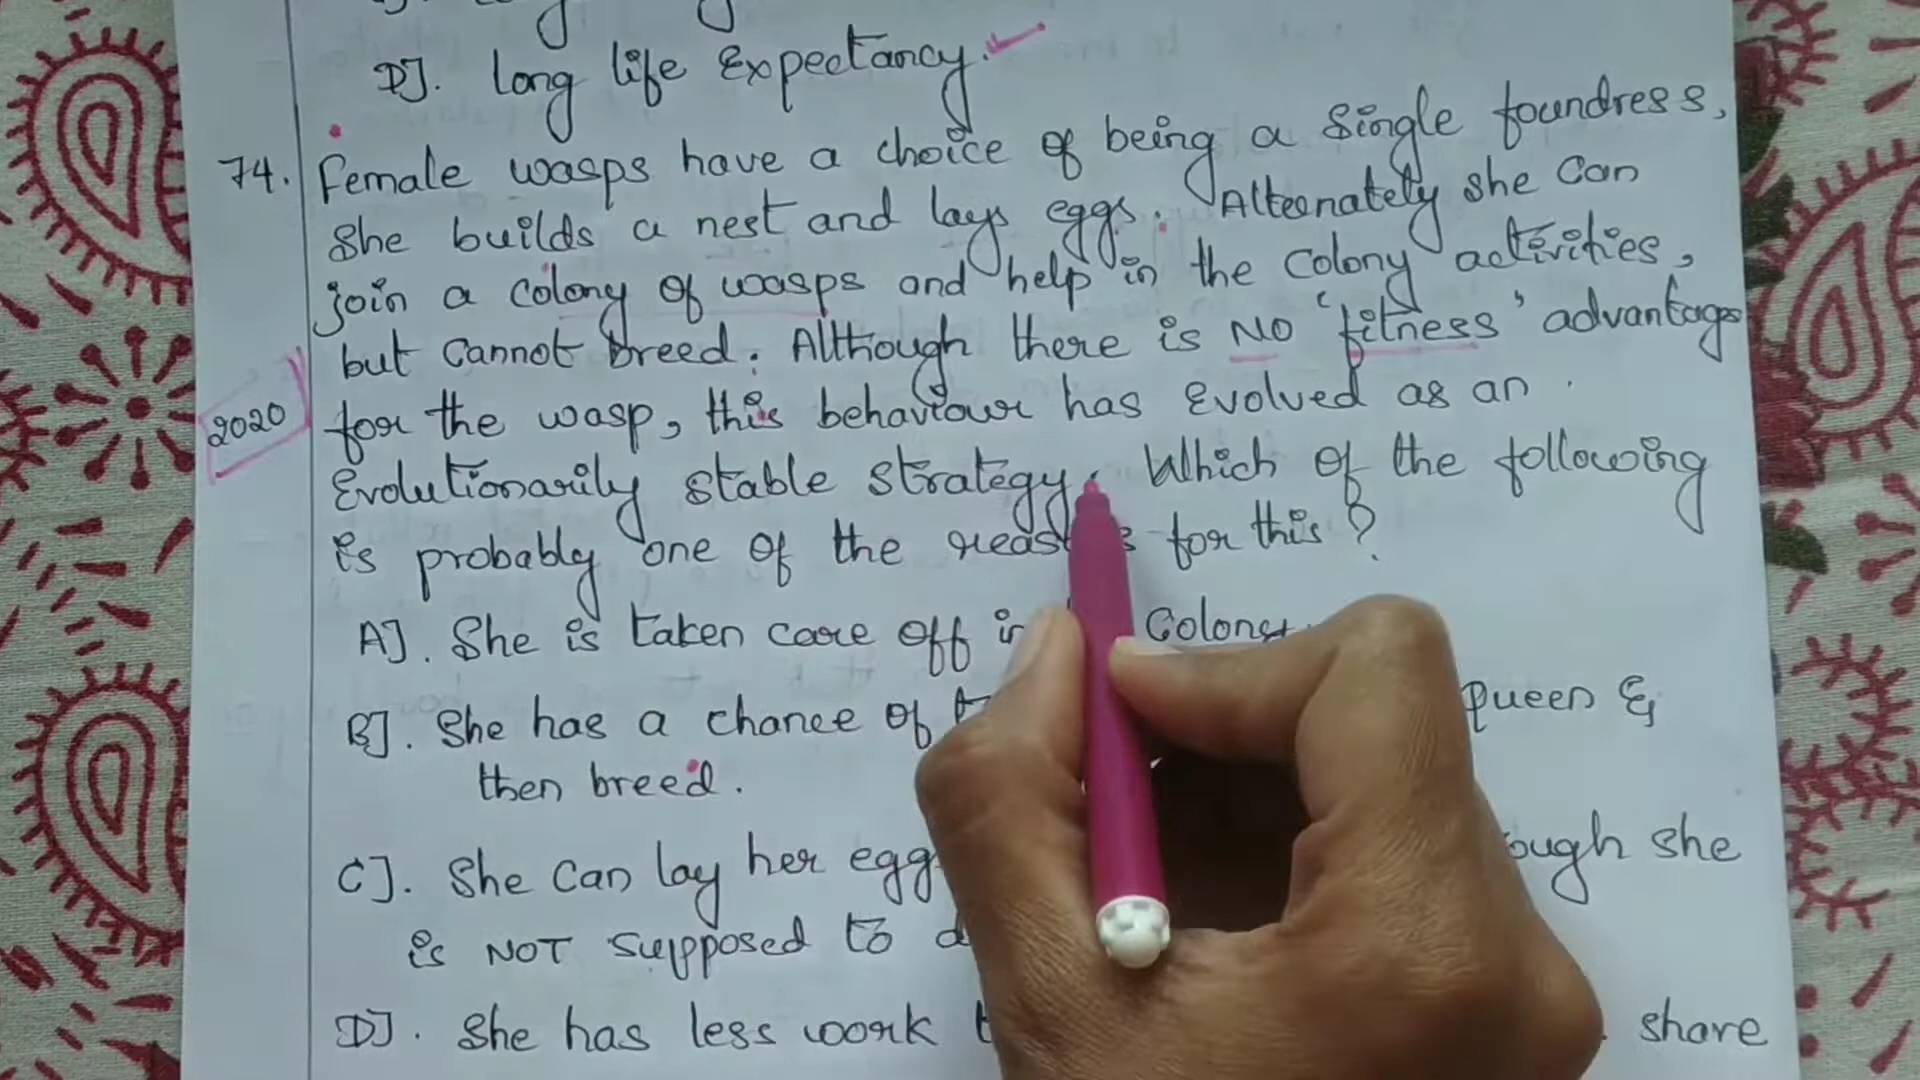 D]. Long life Expectancy.
74. Female wasps have a choice of being a single foundress,
She builds a nest and lays eggs. Alternately she can
join a colony of wasps and help in the colony activities,
but cannot breed. Although there is NO 'fitness' advantage
2020
for the wasp, this behaviour has evolved as an
Evolutionarily stable strategy. Which of the following
is probably one of the for this?
A]. She is taken care off in colony.
B]. She has a chance of queen &
then breed.
C]. She can lay her she
is NOT supposed to
D]. She has less work share